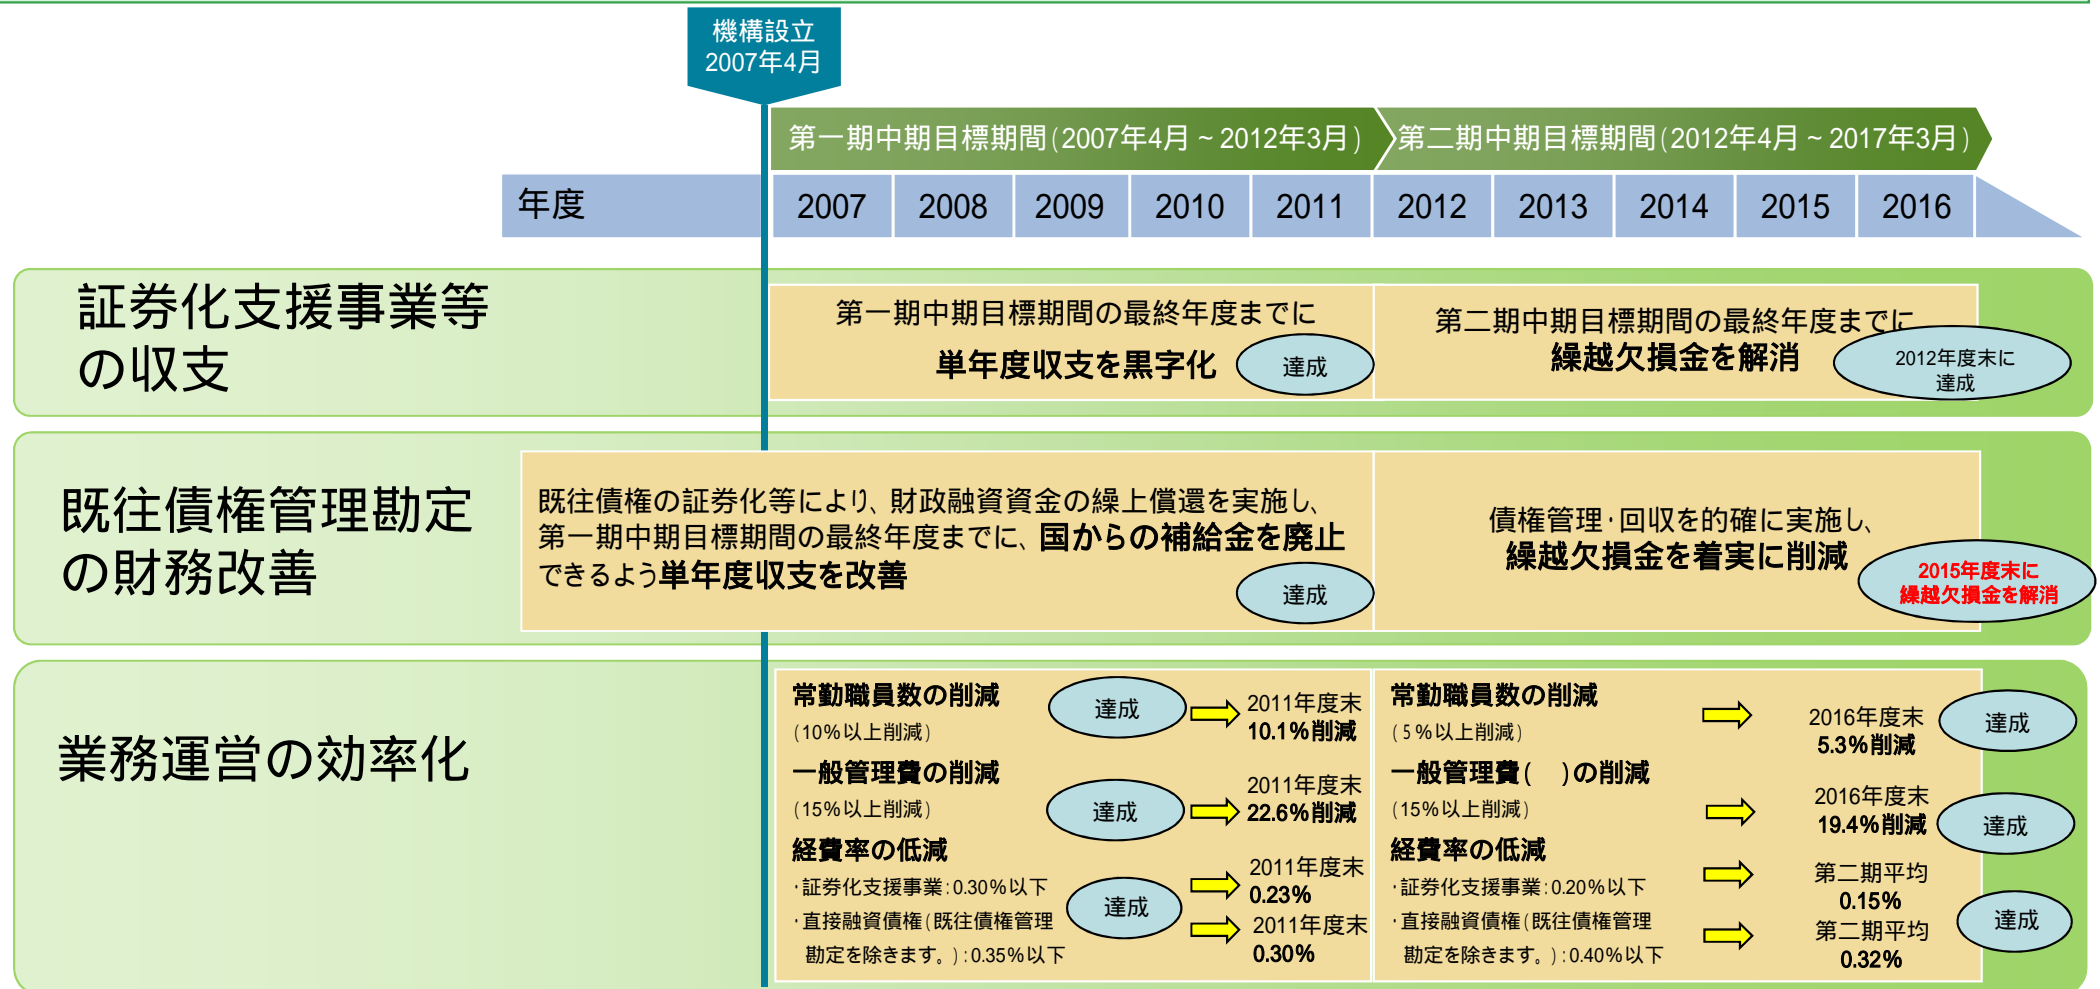 機構設立
2007年4月
第一期中期目標期間(2007年4月～2012年3月)
第二期中期目標期間(2012年4月～2017年3月)
年度
2007
2008
2009
2010
2011
2012
2013
2014
2015
2016
証券化支援事業等
の収支
第一期中期目標期間の最終年度までに
単年度収支を黒字化
達成
第二期中期目標期間の最終年度までに
繰越欠損金を解消
2012年度末に
達成
既往債権管理勘定
の財務改善
既往債権の証券化等により、財政融資資金の繰上償還を実施し、
第一期中期目標期間の最終年度までに、国からの補給金を廃止
できるよう単年度収支を改善
達成
債権管理・回収を的確に実施し、
繰越欠損金を着実に削減
2015年度末に
繰越欠損金を解消
業務運営の効率化
常勤職員数の削減
(10%以上削減)
達成
2011年度末
10.1%削減
一般管理費の削減
(15%以上削減)
達成
2011年度末
22.6%削減
経費率の低減
・証券化支援事業:0.30%以下
・直接融資債権(既往債権管理
勘定を除きます。):0.35%以下
達成
2011年度末
0.23%
2011年度末
0.30%
常勤職員数の削減
(5%以上削減)
2016年度末
5.3%削減
達成
一般管理費( )の削減
(15%以上削減)
2016年度末
19.4%削減
達成
経費率の低減
・証券化支援事業:0.20%以下
・直接融資債権(既往債権管理
勘定を除きます。):0.40%以下
第二期平均
0.15%
第二期平均
0.32%
達成